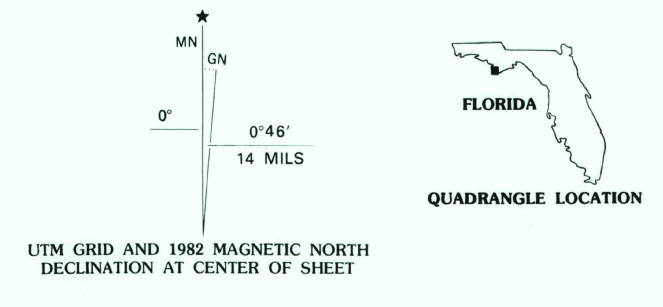 MN
GN
0°
0°46′
14 MILS
UTM GRID AND 1982 MAGNETIC NORTH
DECLINATION AT CENTER OF SHEET
FLORIDA
QUADRANGLE LOCATION